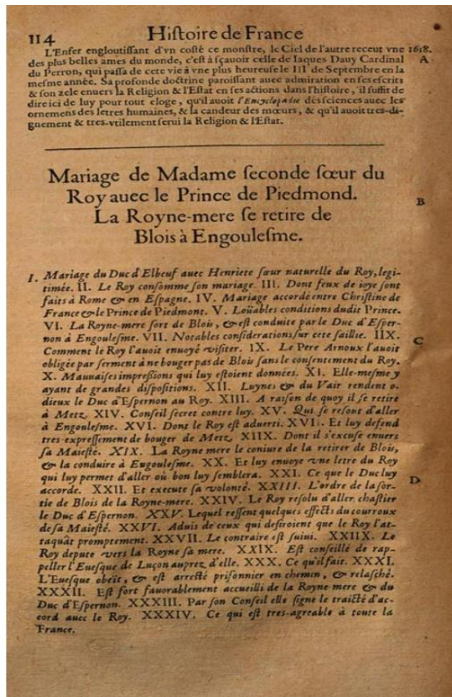 114 Histoire de France
L'Enfer engloutissant d'vn costé ce monstre, le Ciel de l'autre receut vne 1618.
des plus belles ames du monde, c'est à sçauoir celle de Iaques Dauy Cardinal A
du Perron, qui passa de cete vie à vne plus heureuse le III de Septembre en la
mesme année. Sa profonde doctrine paroissant auec admiration en ses escrits
& son zele enuers la Religion & l'Estat en ses actions dans l'histoire, il suffit de
dire ici de luy pour tout eloge, qu'il auoit l'Encyclopaire des sciences auec les
ornemens des letres humaines, & la candeur des mœurs, & qu'il auoit tres-di-
gnement & tres-vtilement serui la Religion & l'Estat.
Mariage de Madame seconde sœur du
Roy auec le Prince de Piedmond.
B
La Royne-mere se retire de
Blois à Engoulesme.
I. Mariage du Duc d'Elbeuf auec Henriete sœur naturelle du Roy, legi-
timée. II. Le Roy consomme son mariage. III. Dont feux de ioye sont
faits à Rome & en Espagne. IV. Mariage accordé entre Christine de
France & le Prince de Piedmont. V. Loüables conditions dudit Prince.
VI. La Royne-mere sort de Blois, & est conduite par le Duc d'Esper-
non à Engoulesme. VII. Notables considerations sur cette saillie. IIX.
Comment le Roy l'auoit enuoyé visiter. IX. Le Pere Arnoux l'auoit C
obligée par serment à ne bouger pas de Blois sans le consentement du Roy.
X. Mauuaises impressions qui luy estoient données. XI. Elle-mesme y
ayant de grandes dispositions. XII. Luynes & du Vair rendent o-
dieux le Duc d'Espernon au Roy. XIII. A raison de quoy il se retire
à Metz. XIV. Conseil secret contre luy. XV. Qui se resout d'aller
à Engoulesme. XVI. Dont le Roy est aduerti. XVII. Et luy defend
tres-expressement de bouger de Metz. XIIX. Dont il s'excuse enuers
sa Maiesté. XIX. La Royne mere le coniure de la retirer de Blois,
& la conduire à Engoulesme. XX. Et luy enuoye vne letre du Roy
qui luy permet d'aller où bon luy semblera. XXI. Ce que le Duc luy D
accorde. XXII. Et execute sa volonté. XXIII. L'ordre de la sor-
tie de Blois de la Royne-mere. XXIV. Le Roy resolu d'aller chastier
le Duc d'Espernon. XXV. Lequel ressent quelques effects du courroux
de sa Maiesté. XXVI. Aduis de ceux qui desiroient que le Roy l'at-
taquât promptement. XXVII. Le contraire est suiui. XXIIX. Le
Roy depute vers la Royne sa mere. XXIX. Est conseillé de rap-
peller l'Euesque de Luçon auprez d'elle. XXX. Ce qu'il fait. XXXI.
L'Euesque obeït, & est arresté prisonnier en chemin, & relasché.
XXXII. Est fort fauorablement accueilli de la Royne mere & du
Duc d'Espernon. XXXIII. Par son Conseil elle signe le traicté d'ac-
cord auec le Roy. XXXIV. Ce qui est tres-agreable à toute la
France.